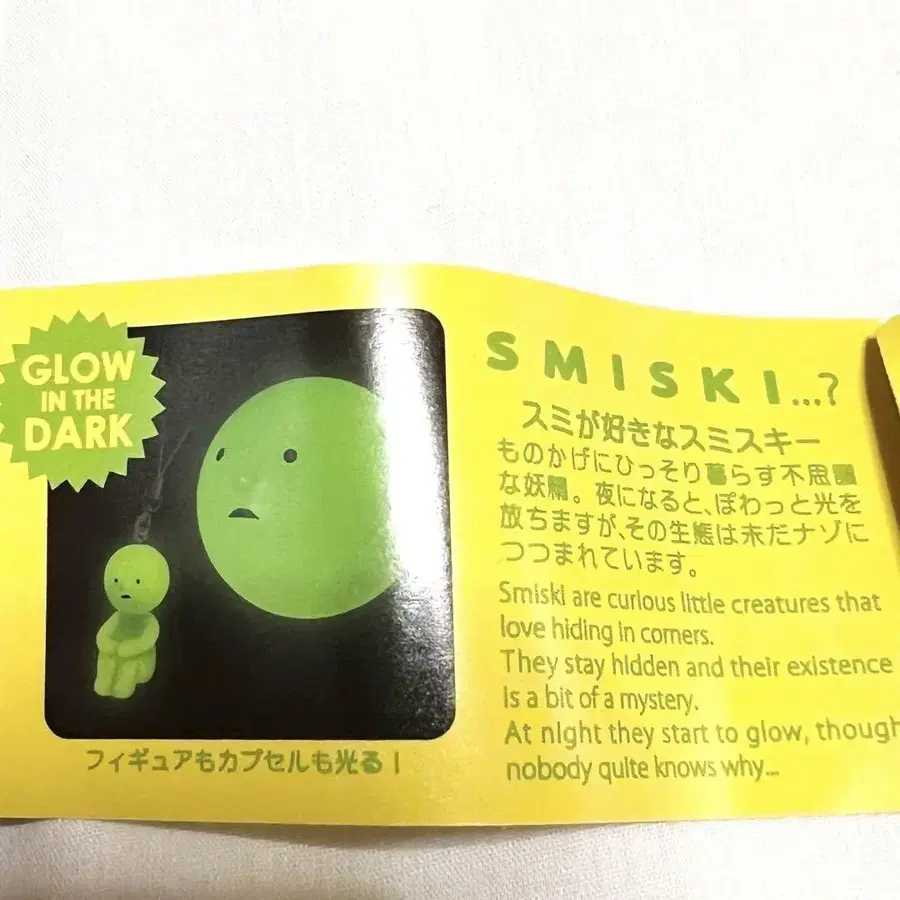 GLOW
IN THE
DARK
フィギュアもカプセルも光る!
SMISKI...?
スミが好きなスミスキー
ものかげにひっそり暮らす不思議
な妖精。夜になると、ぽわっと光を
放ちますが、その生態は未だナゾに
つつまれています。
Smiski are curious little creatures that
love hiding in corners.
They stay hidden and their existence
is a bit of a mystery.
At night they start to glow, though
nobody quite knows why...